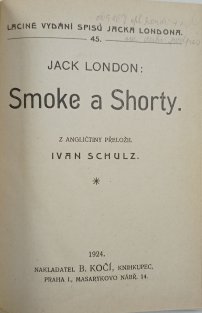 LACINÉ VYDÁNÍ SPISŮ JACKA LONDONA.
45.
JACK LONDON:
Smoke a Shorty.
Z ANGLIČTINY PŘELOŽIL
IVAN SCHULZ.
1924.
NAKLADATEL B. KOČÍ, KNIHKUPEC,
PRAHA I., MASARYKOVO NÁBŘ. 14.